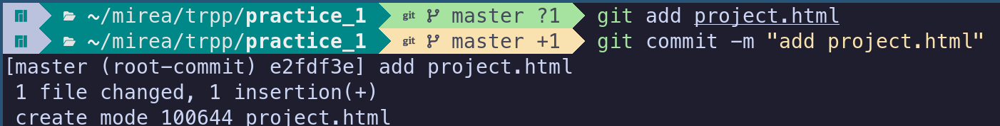 ~/mirea/trpp/practice_1 git master ?1 git add project.html
~/mirea/trpp/practice_1 git master +1 git commit -m "add project.html"
[master (root-commit) e2fdf3e] add project.html
 1 file changed, 1 insertion(+)
 create mode 100644 project.html